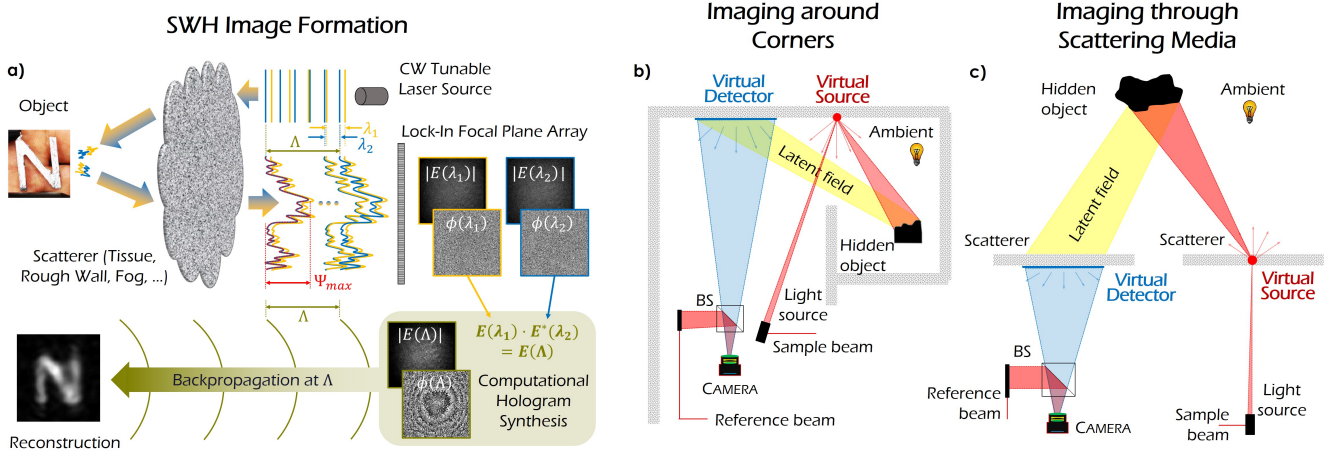 SWH Image Formation
a)
CW Tunable
Laser Source
Object
λ₁
λ₂
Λ
Lock-In Focal Plane Array
|E(λ₁)|
|E(λ₂)|
ϕ(λ₁)
ϕ(λ₂)
Scatterer (Tissue,
Rough Wall, Fog, ...)
Ψmax
Λ
E(λ₁) · E*(λ₂)
= E(Λ)
|E(Λ)|
ϕ(Λ)
Computational
Hologram
Synthesis
Backpropagation at Λ
Reconstruction
Imaging around
Corners
b)
Virtual
Detector
Virtual
Source
Ambient
Latent field
Hidden
object
BS
Light
source
Sample beam
CAMERA
Reference beam
Imaging through
Scattering Media
c)
Hidden
object
Ambient
Latent field
Scatterer
Scatterer
Virtual
Detector
Virtual
Source
BS
Reference
beam
CAMERA
Light
source
Sample
beam